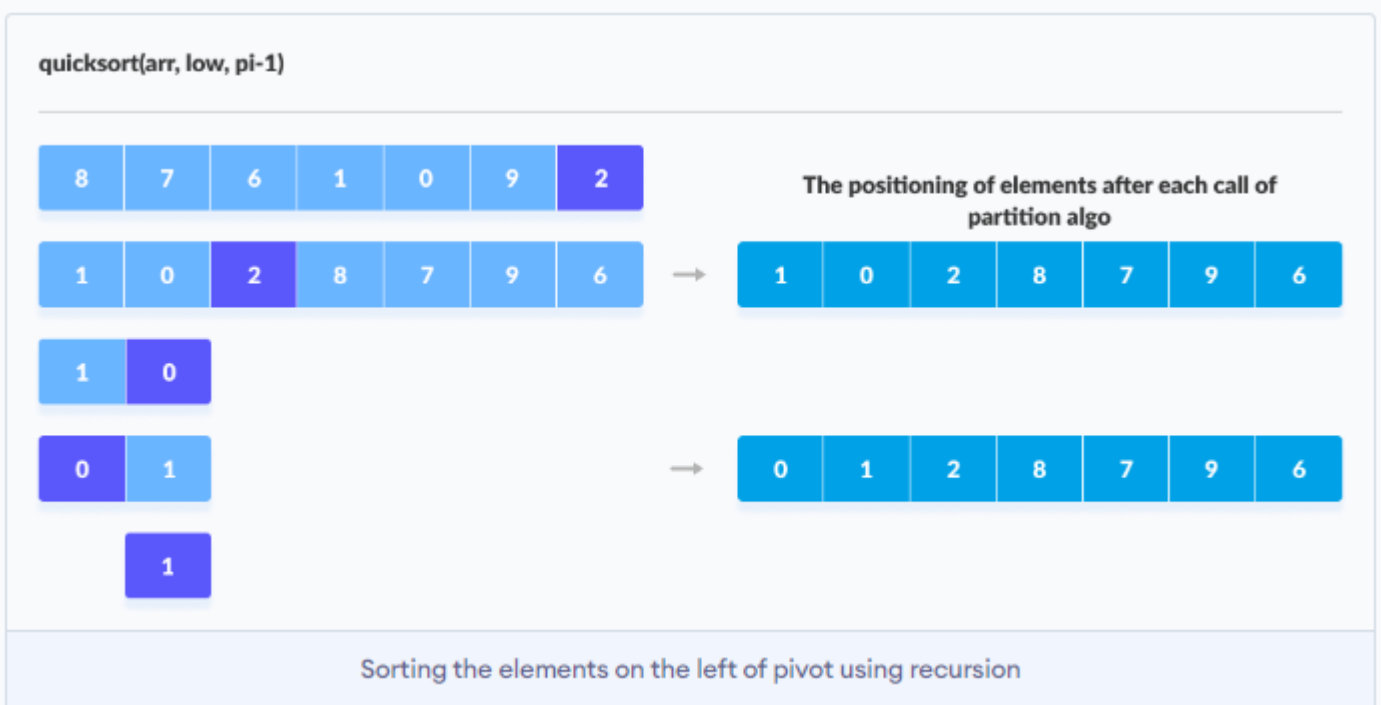 quicksort(arr, low, pi-1)
8 7 6 1 0 9 2
The positioning of elements after each call of
partition algo
1 0 2 8 7 9 6 → 1 0 2 8 7 9 6
1 0
0 1 → 0 1 2 8 7 9 6
1
Sorting the elements on the left of pivot using recursion